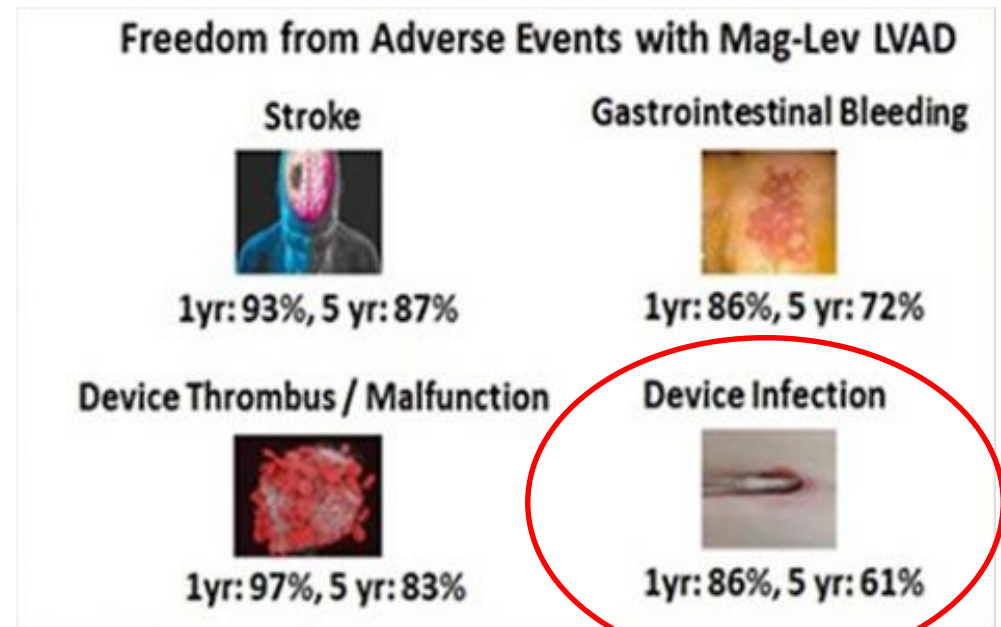 Freedom from Adverse Events with Mag-Lev LVAD
Stroke
1yr: 93%, 5 yr: 87%
Gastrointestinal Bleeding
1yr: 86%, 5 yr: 72%
Device Thrombus / Malfunction
1yr: 97%, 5 yr: 83%
Device Infection
1yr: 86%, 5 yr: 61%